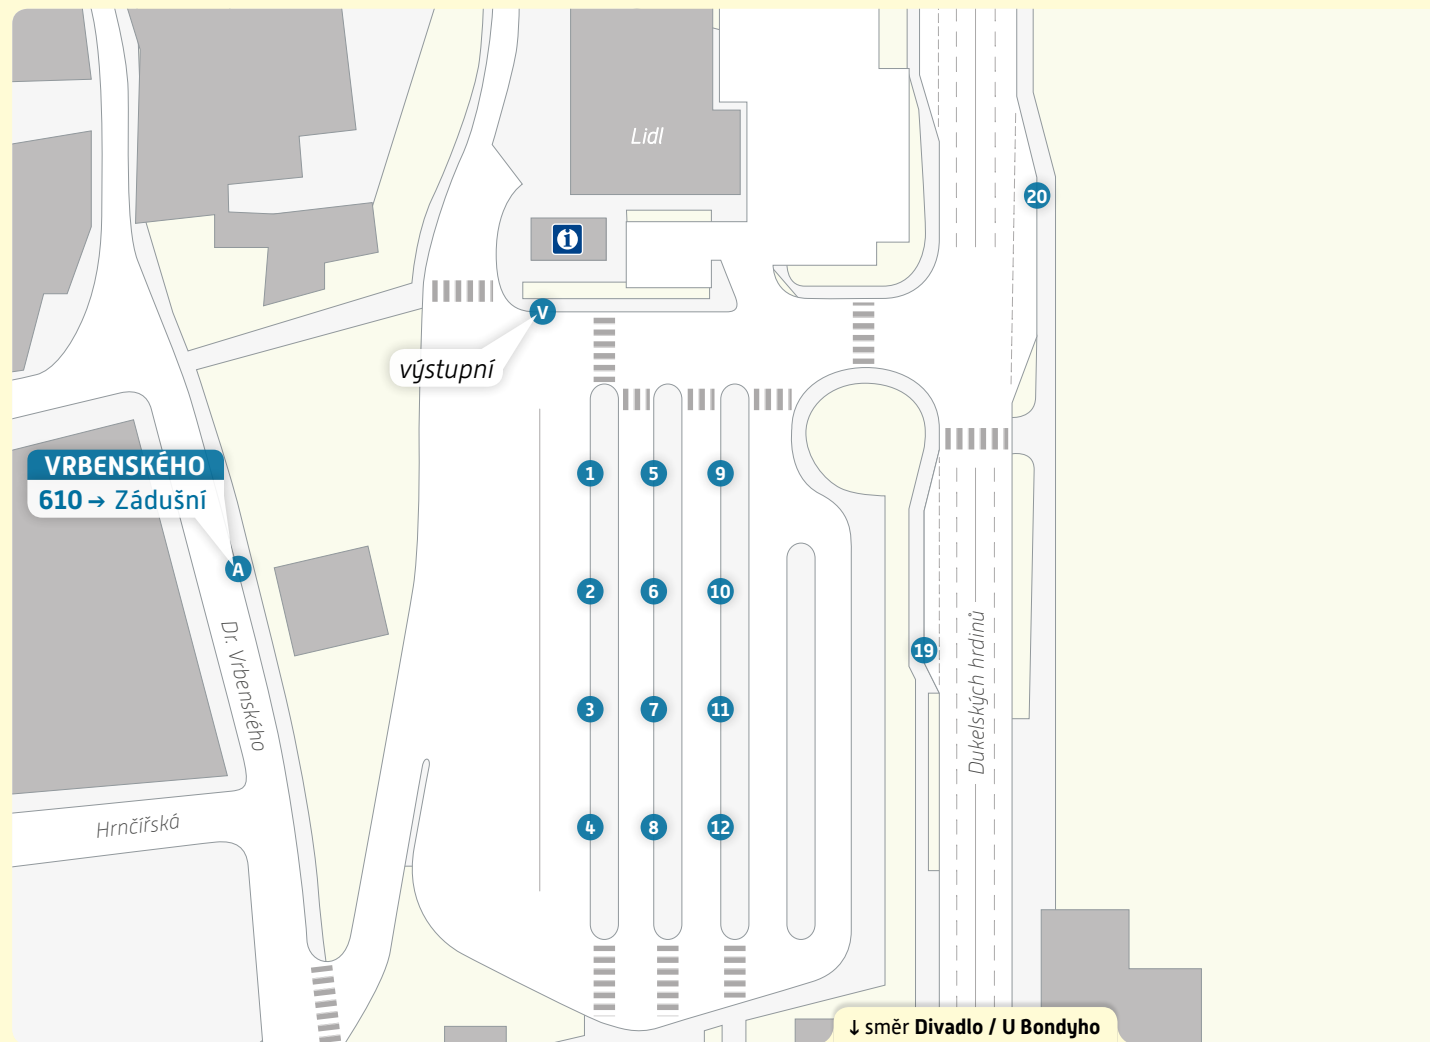 Lidl
20
i
V
výstupní
VRBENSKÉHO
610 → Zádušní
A
1
5
9
2
6
10
3
7
11
4
8
12
19
Dr. Vrbenského
Hrnčířská
Dukelských hrdinů
↓ směr Divadlo / U Bondyho